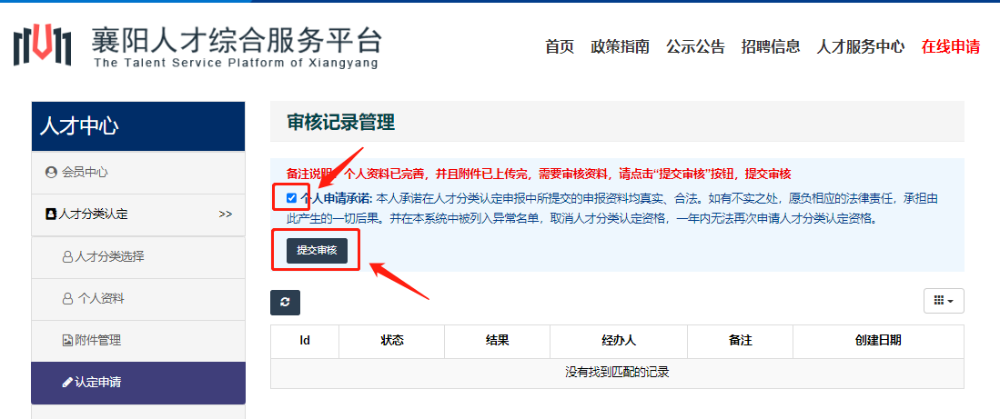 襄阳人才综合服务平台
The Talent Service Platform of Xiangyang
首页 政策指南 公示公告 招聘信息 人才服务中心 在线申请
人才中心
会员中心
人才分类认定 >>
人才分类选择
个人资料
附件管理
认定申请
审核记录管理
备注说明：个人资料已完善，并且附件已上传完，需要审核资料，请点击“提交审核”按钮，提交审核
个人申请承诺: 本人承诺在人才分类认定申报中所提交的申报资料均真实、合法。如有不实之处，愿负相应的法律责任，承担由
此产生的一切后果。并在本系统中被列入异常名单，取消人才分类认定资格，一年内无法再次申请人才分类认定资格。
提交审核
Id 状态 结果 经办人 备注 创建日期
没有找到匹配的记录